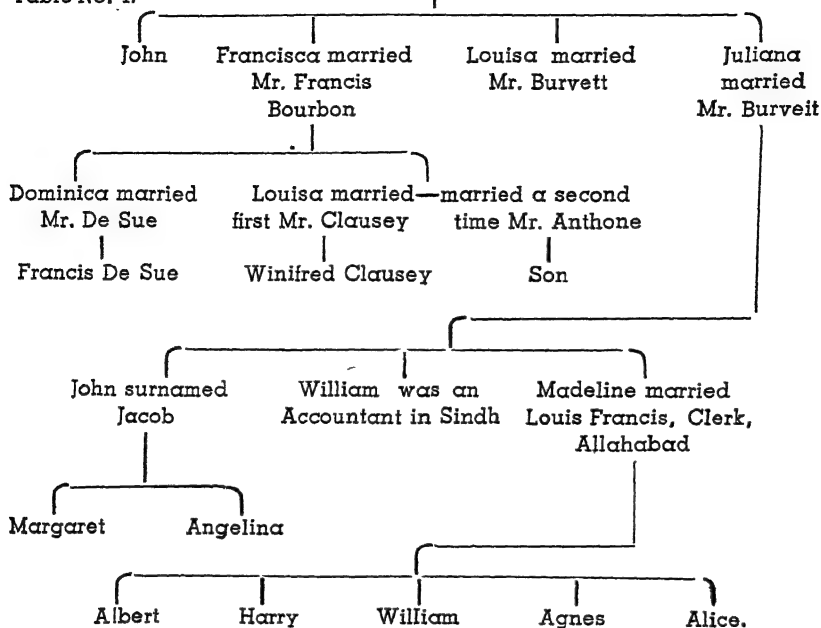 John Francisca married Louisa married Juliana
Mr. Francis Mr. Burvett married
Bourbon Mr. Burveit
Dominica married Louisa married—married a second
Mr. De Sue first Mr. Clausey time Mr. Anthone
Francis De Sue Winifred Clausey Son
John surnamed William was an Madeline married
Jacob Accountant in Sindh Louis Francis, Clerk,
Allahabad
Margaret Angelina
Albert Harry William Agnes Alice.